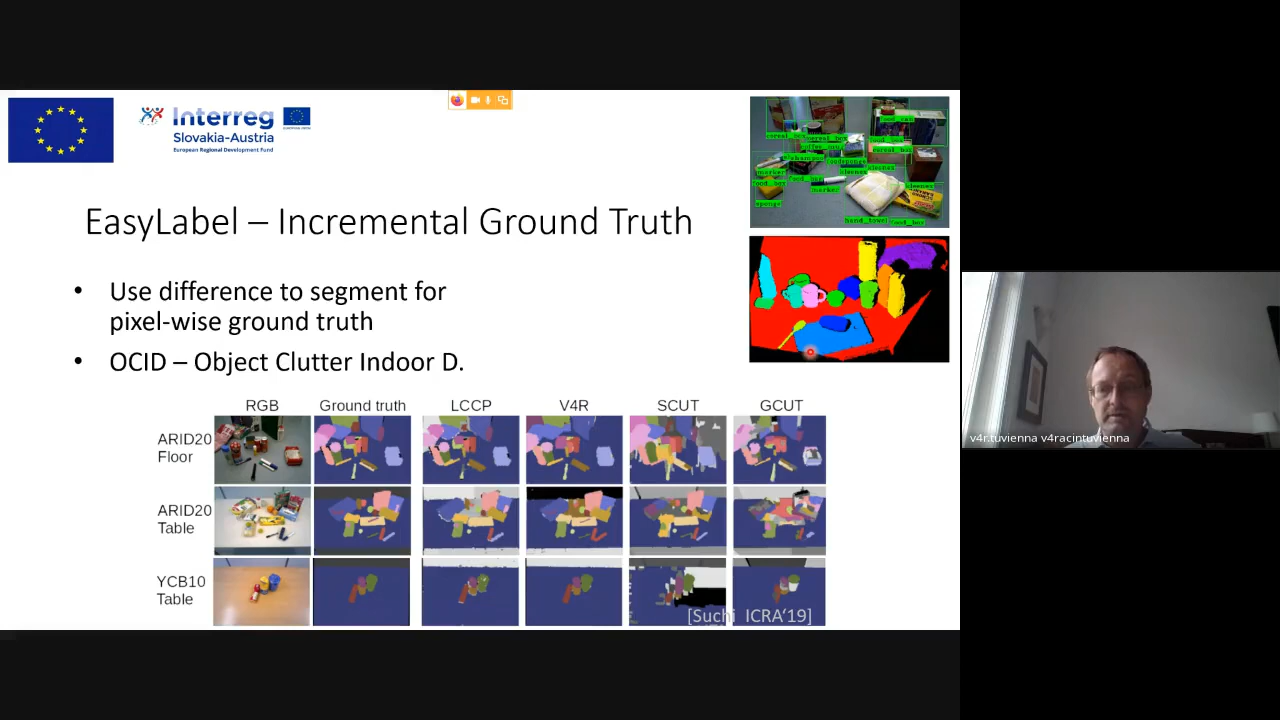 Interreg
Slovakia-Austria
European Regional Development Fund
EasyLabel – Incremental Ground Truth
• Use difference to segment for
pixel-wise ground truth
• OCID – Object Clutter Indoor D.
RGB Ground truth LCCP V4R SCUT GCUT
ARID20
Floor
ARID20
Table
YCB10
Table
[Suchi ICRA‘19]
v4r.tuvienna v4racintuvienna